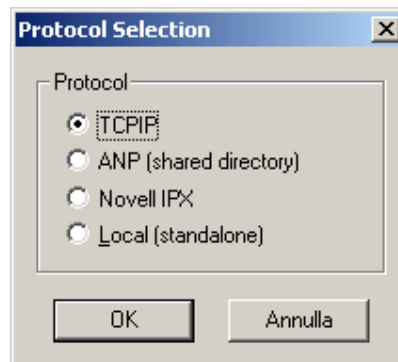 Protocol Selection
Protocol
TCPIP
ANP (shared directory)
Novell IPX
Local (standalone)
OK
Annulla